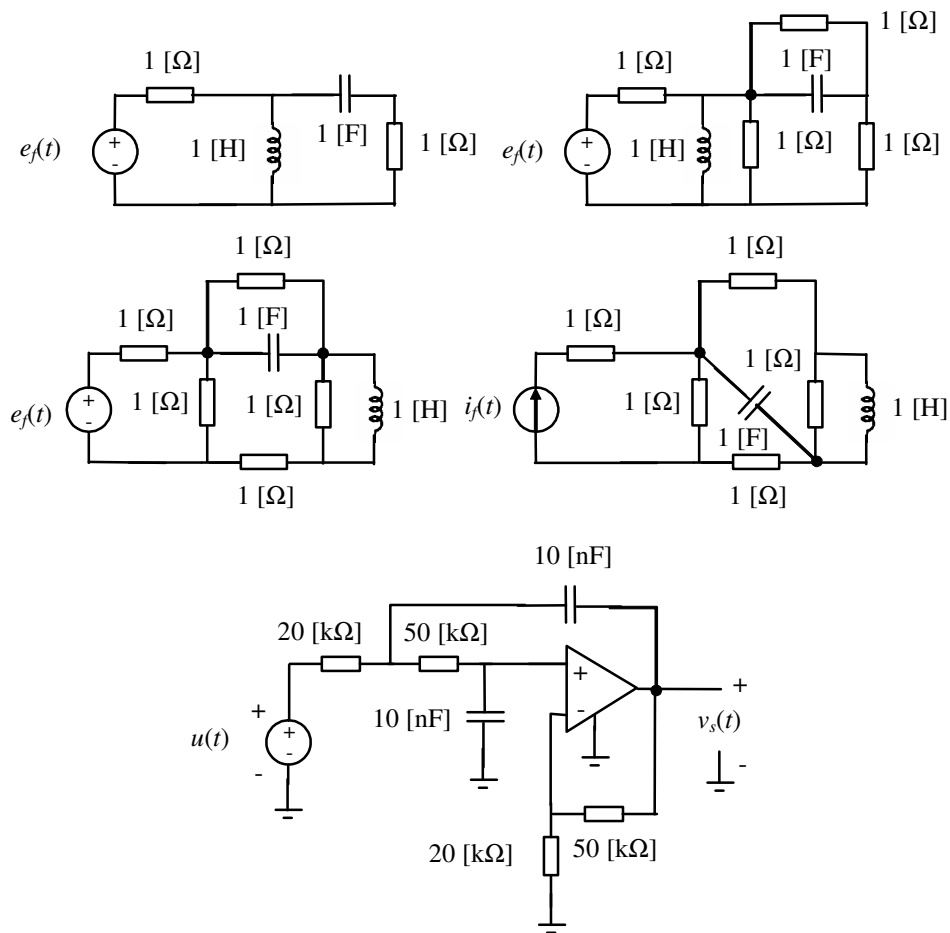 1 [Ω]
1 [F]
1 [H]
1 [Ω]
e_f(t)
+
-
1 [Ω]
1 [Ω]
1 [F]
1 [H]
1 [Ω]
1 [Ω]
e_f(t)
+
-
1 [Ω]
1 [Ω]
1 [F]
1 [Ω]
1 [Ω]
1 [H]
e_f(t)
+
-
1 [Ω]
1 [Ω]
1 [Ω]
1 [Ω]
1 [Ω]
1 [F]
1 [H]
i_f(t)
1 [Ω]
10 [nF]
20 [kΩ]
50 [kΩ]
10 [nF]
+
-
+
u(t)
-
+
-
+
v_s(t)
-
20 [kΩ]
50 [kΩ]